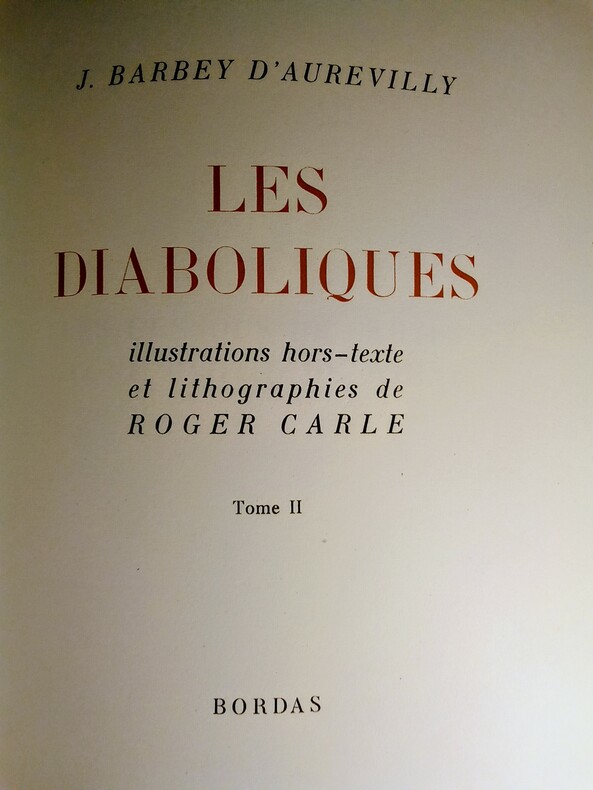 J. BARBEY D'AUREVILLY
LES
DIABOLIQUES
illustrations hors-texte
et lithographies de
ROGER CARLE
Tome II
BORDAS